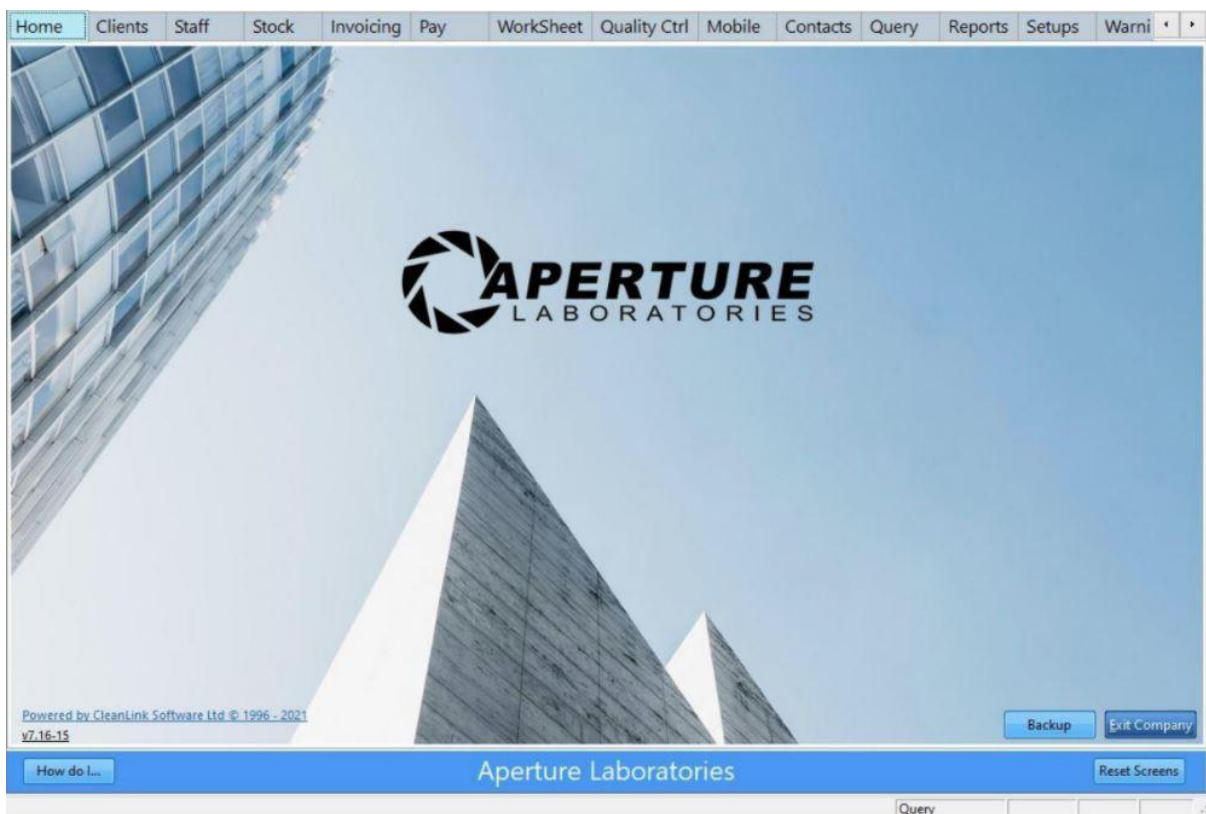 Home Clients Staff Stock Invoicing Pay WorkSheet Quality Ctrl Mobile Contacts Query Reports Setups Warni
APERTURE
LABORATORIES
Powered by CleanLink Software Ltd © 1996 - 2021
v7.16-15
Backup Exit Company
How do I... Aperture Laboratories Reset Screens
Query